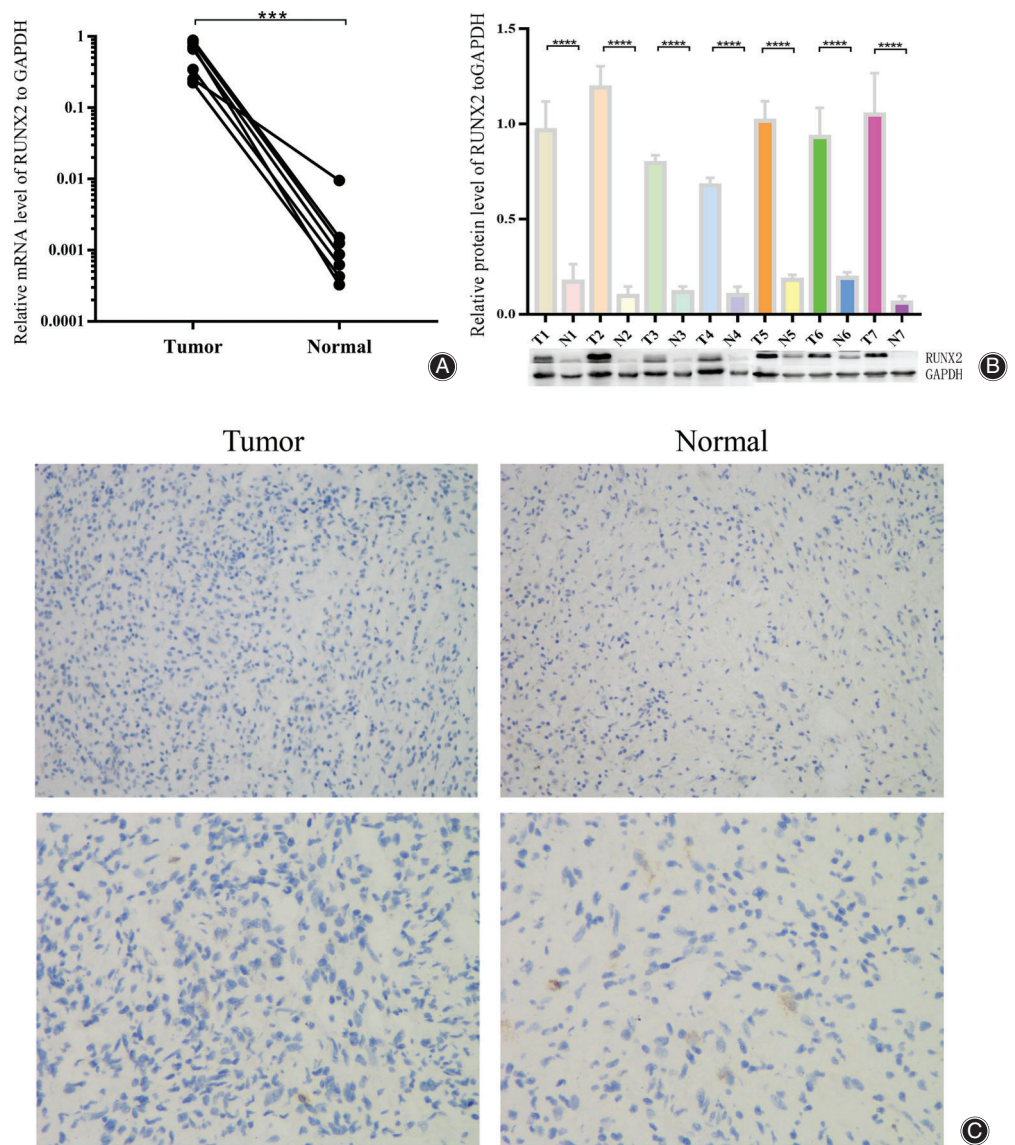 ***
Relative mRNA level of RUNX2 to GAPDH
1
0.1
0.01
0.001
0.0001
Tumor Normal
A
Relative protein level of RUNX2 toGAPDH
1.5
1.0
0.5
0.0
**** **** **** **** **** **** ****
T1 N1 T2 N2 T3 N3 T4 N4 T5 N5 T6 N6 T7 N7
RUNX2
GAPDH
B
Tumor Normal
C